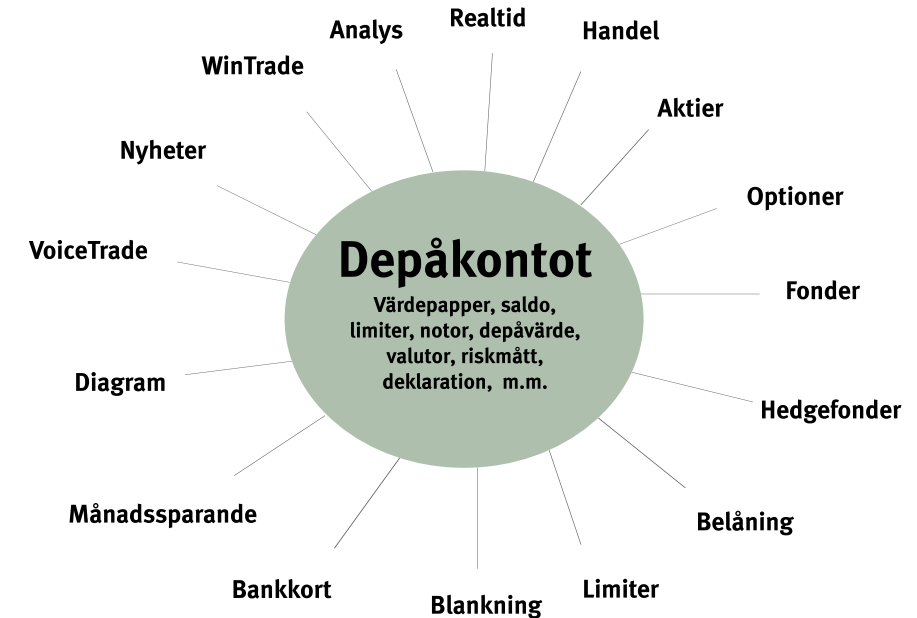 Realtid
Analys
Handel
WinTrade
Aktier
Nyheter
Optioner
VoiceTrade
Depåkontot
Värdepapper, saldo,
limiter, notor, depåvärde,
valutor, riskmått,
deklaration, m.m.
Fonder
Diagram
Hedgefonder
Månadssparande
Belåning
Bankkort
Blankning
Limiter